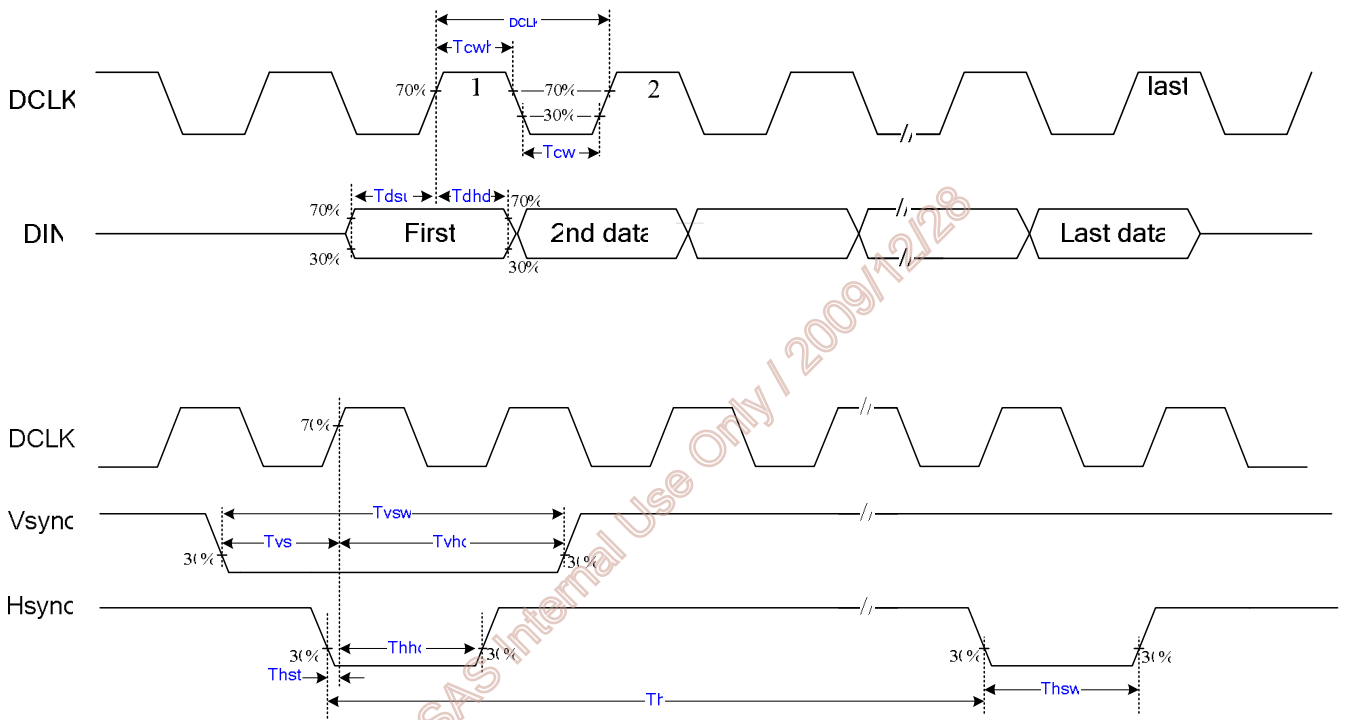 DCLK
Tcwh
70%
1
70%
2
last
DCLK
30%
Tcw
Tdsu
Tdhd
70%
70%
DIN
First
2nd data
Last data
30%
30%
DCLK
70%
Tvsw
Vsync
Tvs
Tvhd
30%
30%
Hsync
Thhd
30%
30%
30%
30%
Thst
Thsw
Th
SAS Internal Use Only / 2009/12/28